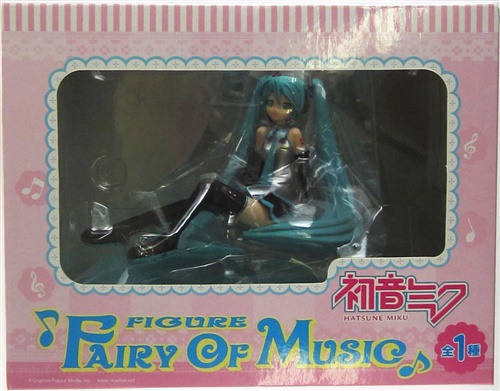 初音ミク
HATSUNE MIKU
FIGURE
FAIRY OF MUSIC
全1種